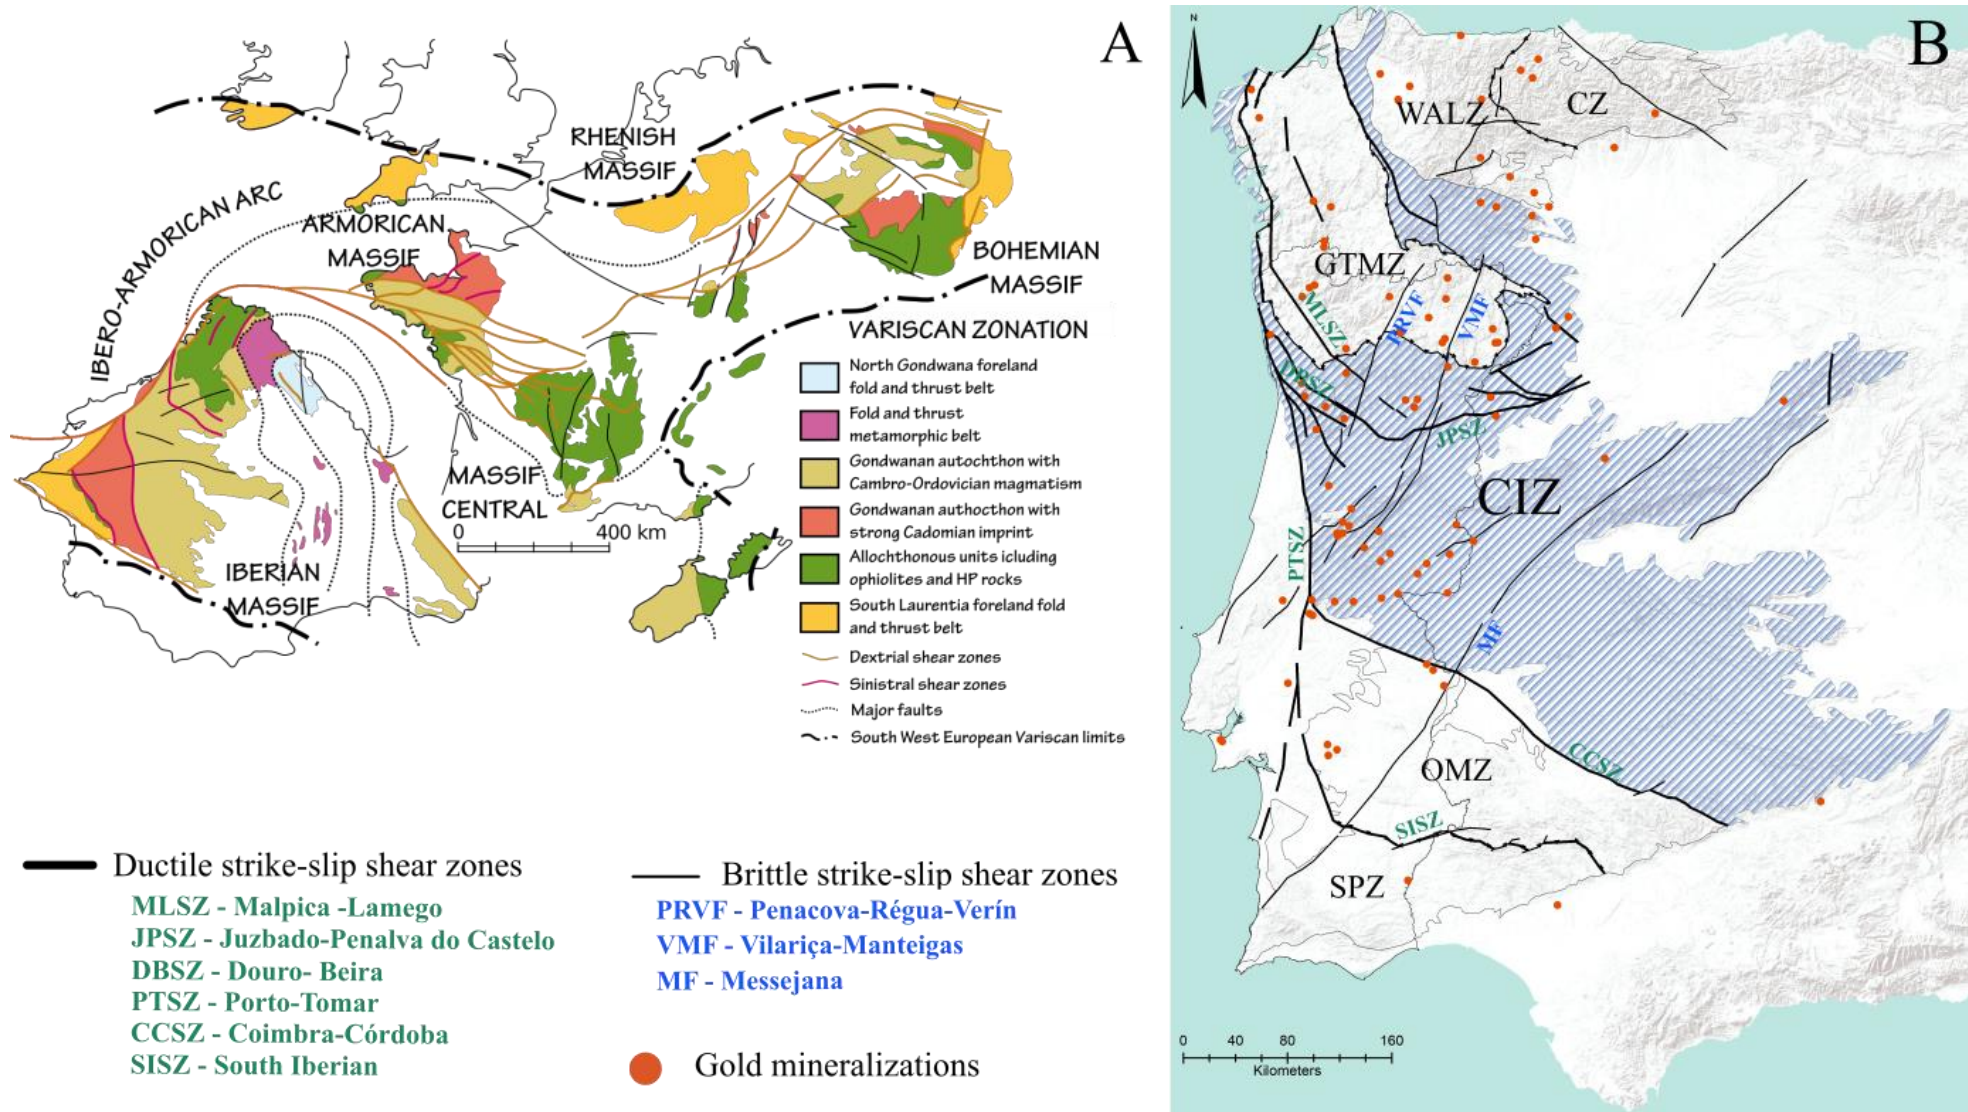 A
RHENISH
MASSIF
IBERO-ARMORICAN ARC
ARMORICAN
MASSIF
BOHEMIAN
MASSIF
MASSIF
CENTRAL
IBERIAN
MASSIF
0 400 km
VARISCAN ZONATION
North Gondwana foreland
fold and thrust belt
Fold and thrust
metamorphic belt
Gondwanan autochthon with
Cambro-Ordovician magmatism
Gondwanan authocthon with
strong Cadomian imprint
Allochthonous units icluding
ophiolites and HP rocks
South Laurentia foreland fold
and thrust belt
Dextrial shear zones
Sinistral shear zones
Major faults
South West European Variscan limits
Ductile strike-slip shear zones
MLSZ - Malpica -Lamego
JPSZ - Juzbado-Penalva do Castelo
DBSZ - Douro- Beira
PTSZ - Porto-Tomar
CCSZ - Coimbra-Córdoba
SISZ - South Iberian
Brittle strike-slip shear zones
PRVF - Penacova-Régua-Verín
VMF - Vilariça-Manteigas
MF - Messejana
Gold mineralizations
B
N
WALZ
CZ
GTMZ
MLSZ
PRVF
VMF
DBSZ
JPSZ
CIZ
PTSZ
MF
CCSZ
OMZ
SISZ
SPZ
0 40 80 160
Kilometers